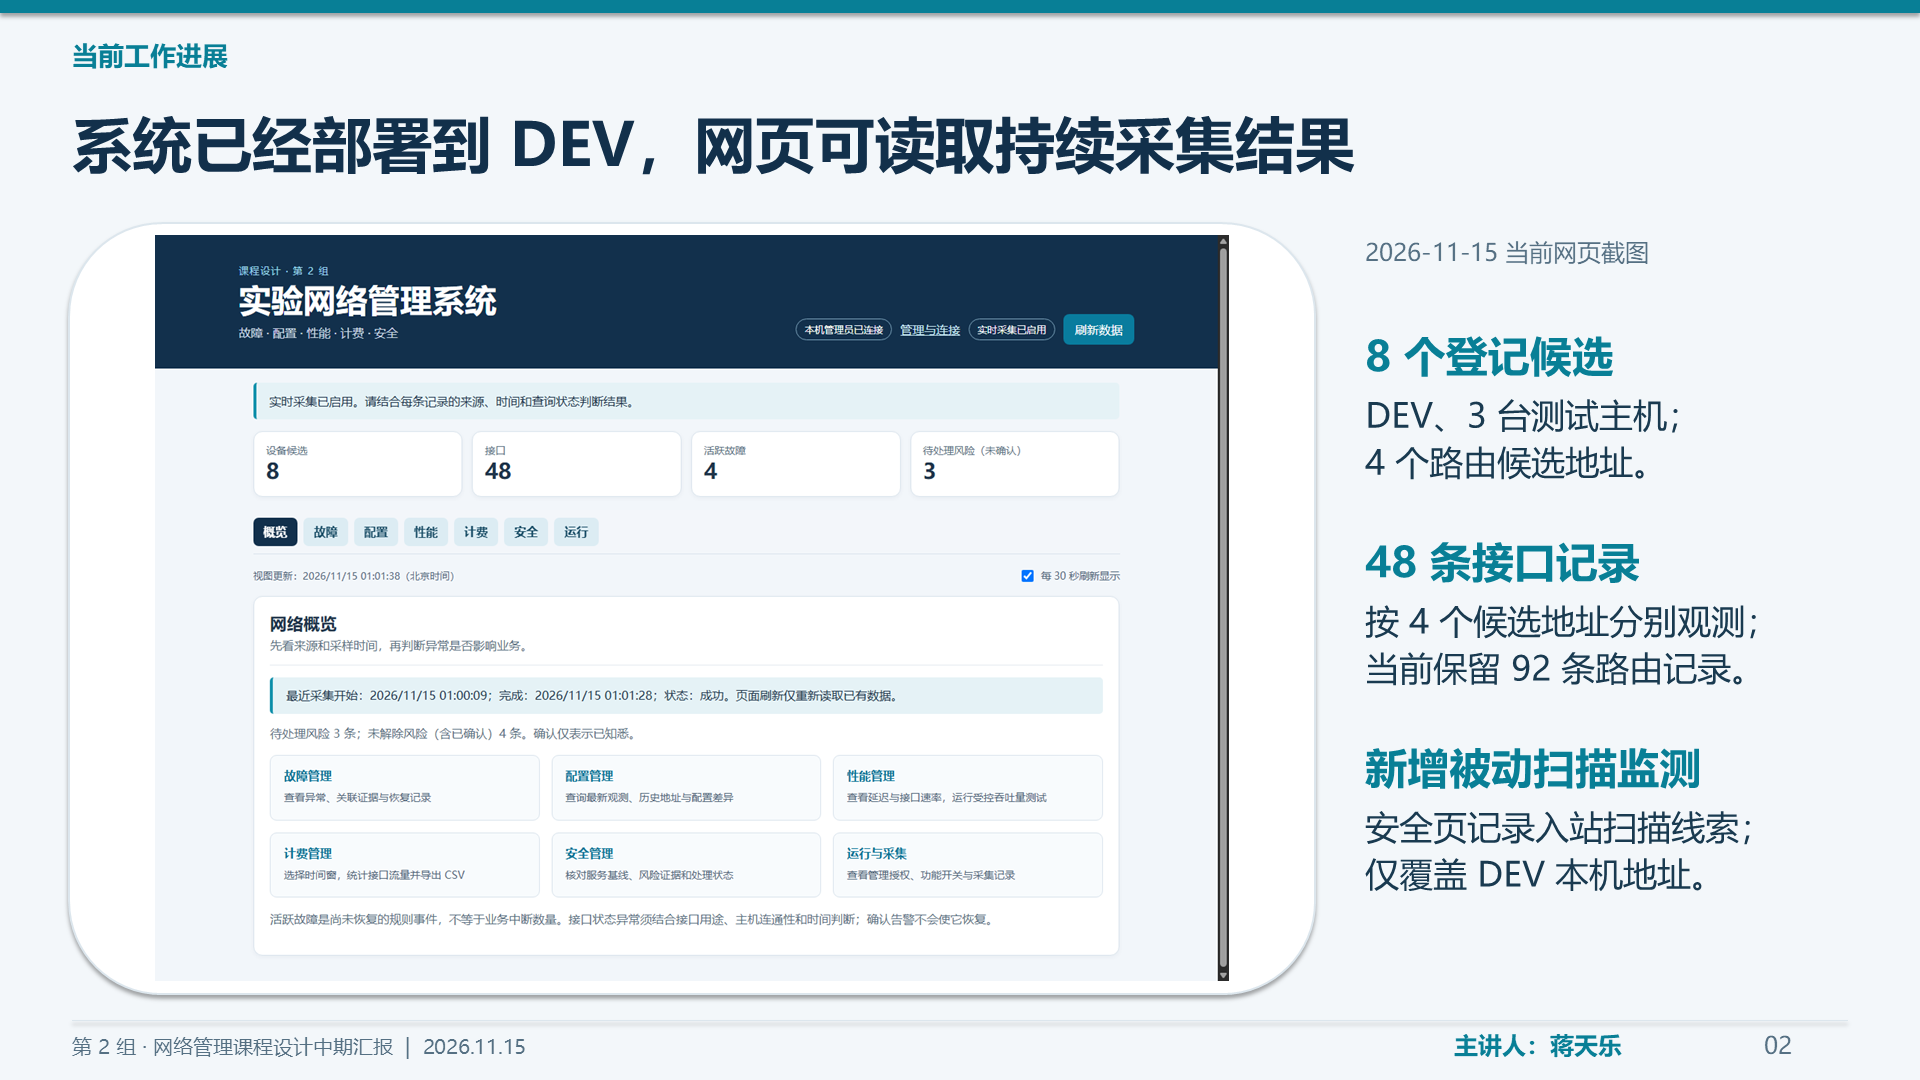 当前工作进展
系统已经部署到 DEV，网页可读取持续采集结果
课程设计 · 第 2 组
实验网络管理系统
故障 · 配置 · 性能 · 计费 · 安全
本机管理员已连接 管理与连接 实时采集已启用 刷新数据
实时采集已启用。请结合每条记录的来源、时间和查询状态判断结果。
设备候选 接口 活跃故障 待处理风险（未确认）
8 48 4 3
概览 故障 配置 性能 计费 安全 运行
视图更新：2026/11/15 01:01:38（北京时间） 每 30 秒刷新显示
网络概览
先看来源和采样时间，再判断异常是否影响业务。
最近采集开始：2026/11/15 01:00:09；完成：2026/11/15 01:01:28；状态：成功。页面刷新仅重新读取已有数据。
待处理风险 3 条；未解除风险（含已确认）4 条。确认仅表示已知悉。
故障管理 配置管理 性能管理
查看异常、关联证据与恢复记录 查询最新观测、历史地址与配置差异 查看延迟与接口速率，运行受控吞吐量测试
计费管理 安全管理 运行与采集
选择时间窗，统计接口流量并导出 CSV 核对服务基线、风险证据和处理状态 查看管理授权、功能开关与采集记录
活跃故障是尚未恢复的规则事件，不等于业务中断数量。接口状态异常须结合接口用途、主机连通性和时间判断；确认告警不会使它恢复。
2026-11-15 当前网页截图
8 个登记候选
DEV、3 台测试主机；
4 个路由候选地址。
48 条接口记录
按 4 个候选地址分别观测；
当前保留 92 条路由记录。
新增被动扫描监测
安全页记录入站扫描线索；
仅覆盖 DEV 本机地址。
第 2 组 · 网络管理课程设计中期汇报 | 2026.11.15
主讲人：蒋天乐 02